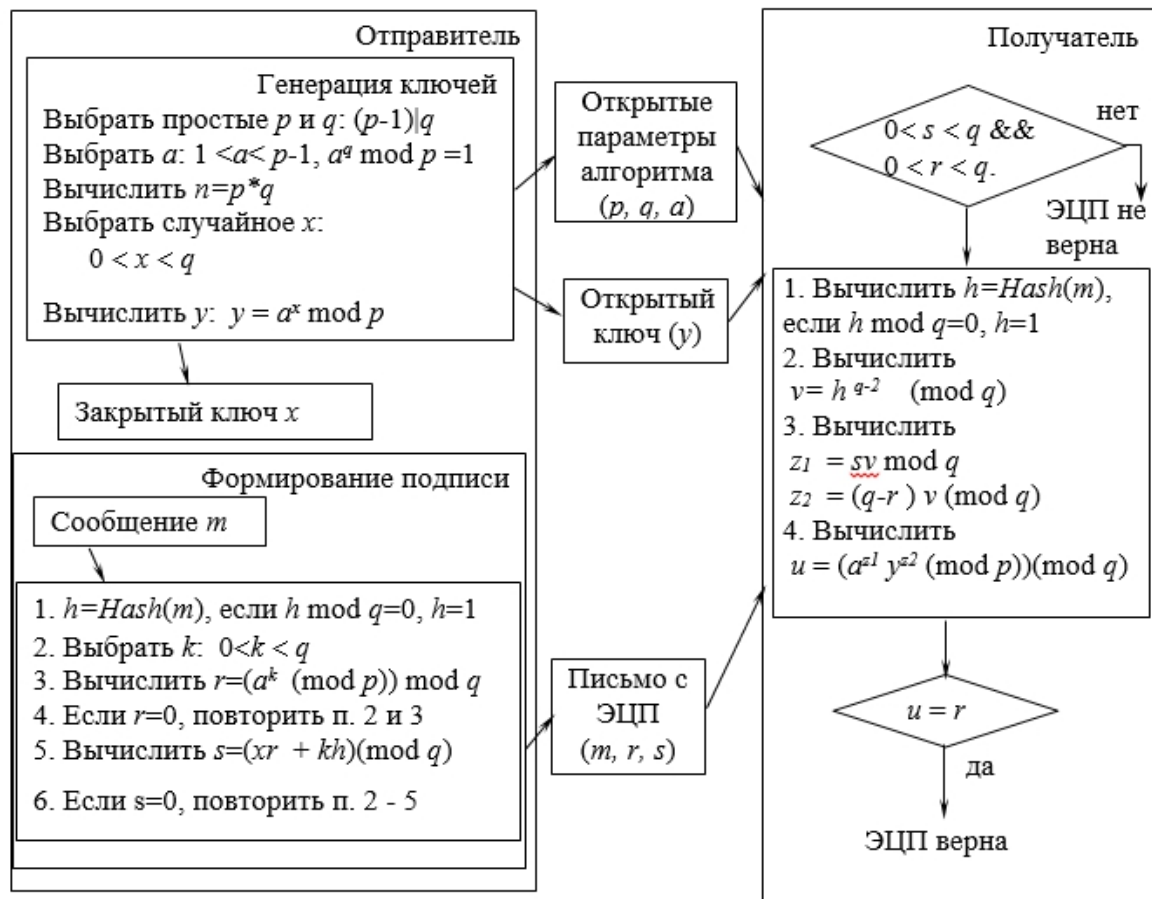 Отправитель
Генерация ключей
Выбрать простые p и q: (p-1)|q
Выбрать a: 1 <a< p-1, a^q mod p =1
Вычислить n=p*q
Выбрать случайное x:
0 < x < q
Вычислить y: y = a^x mod p
Закрытый ключ x
Формирование подписи
Сообщение m
1. h=Hash(m), если h mod q=0, h=1
2. Выбрать k: 0<k < q
3. Вычислить r=(a^k (mod p)) mod q
4. Если r=0, повторить п. 2 и 3
5. Вычислить s=(xr + kh)(mod q)
6. Если s=0, повторить п. 2 - 5
Открытые
параметры
алгоритма
(p, q, a)
Открытый
ключ (y)
Письмо с
ЭЦП
(m, r, s)
Получатель
0< s < q &&
0 < r < q.
нет
ЭЦП не
верна
1. Вычислить h=Hash(m),
если h mod q=0, h=1
2. Вычислить
v= h^q-2 (mod q)
3. Вычислить
z1 = sv mod q
z2 = (q-r ) v (mod q)
4. Вычислить
u = (a^z1 y^z2 (mod p))(mod q)
u = r
да
ЭЦП верна